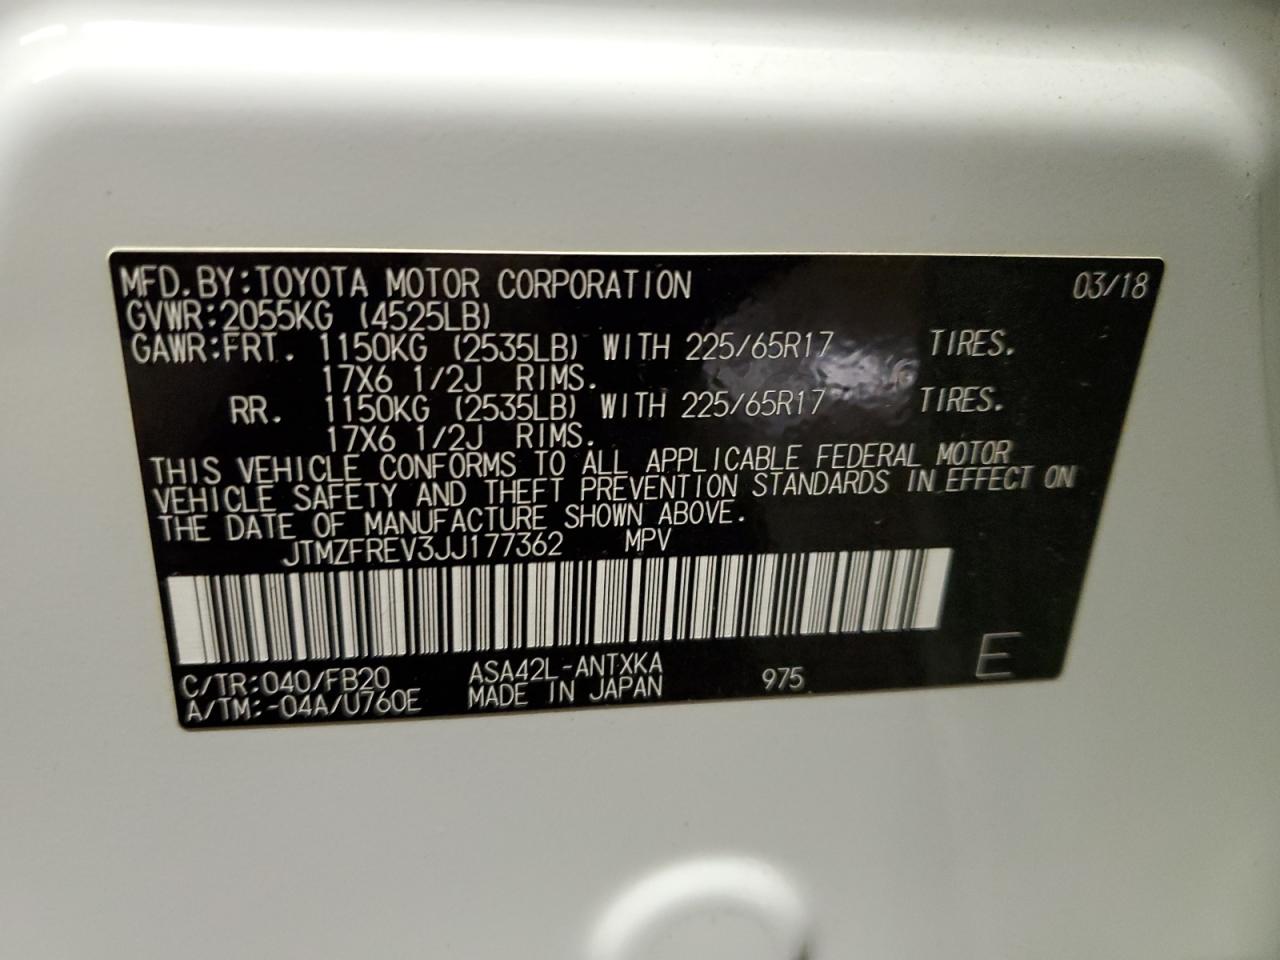 MFD.BY:TOYOTA MOTOR CORPORATION 03/18
GVWR:2055KG (4525LB)
GAWR:FRT. 1150KG (2535LB) WITH 225/65R17 TIRES.
17X6 1/2J RIMS.
RR. 1150KG (2535LB) WITH 225/65R17 TIRES.
17X6 1/2J RIMS.
THIS VEHICLE CONFORMS TO ALL APPLICABLE FEDERAL MOTOR
VEHICLE SAFETY AND THEFT PREVENTION STANDARDS IN EFFECT ON
THE DATE OF MANUFACTURE SHOWN ABOVE.
JTMZFREV3JJ177362 MPV
C/TR:040/FB20 ASA42L-ANTXKA 975 E
A/TM:-04A/U760E MADE IN JAPAN